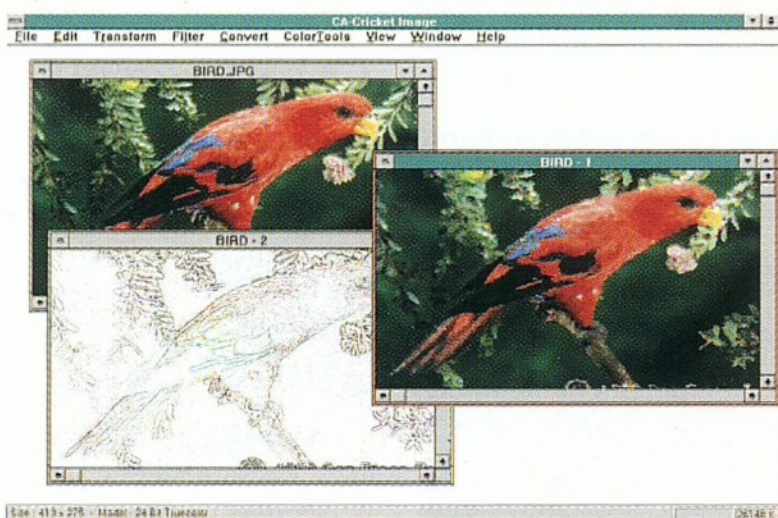 CA-Cricket Image
File Edit Transform Filter Convert ColorTools View Window Help
BIRD.JPG
BIRD - 1
BIRD - 2
Size : 413 x 275 - Model : 24 Bit Truecolor